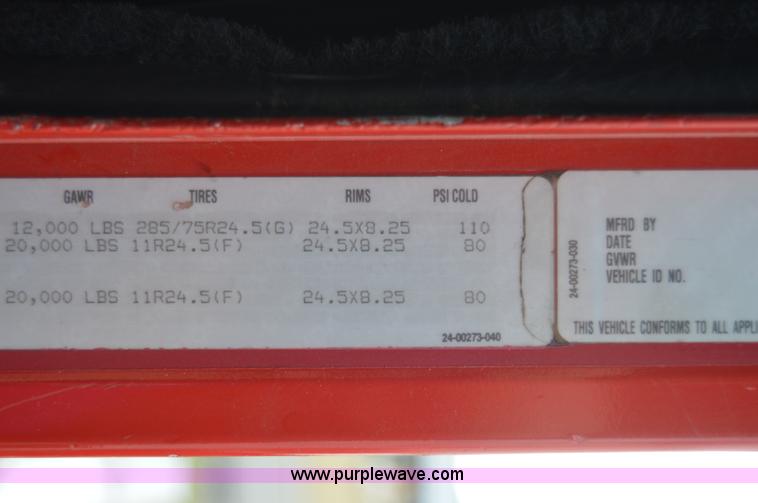 GAWR TIRES RIMS PSI COLD
12,000 LBS 285/75R24.5(G) 24.5X8.25 110
20,000 LBS 11R24.5(F) 24.5X8.25 80
20,000 LBS 11R24.5(F) 24.5X8.25 80
24-00273-040
24-00273-030
MFRD BY
DATE
GVWR
VEHICLE ID NO.
THIS VEHICLE CONFORMS TO ALL APPLI
www.purplewave.com